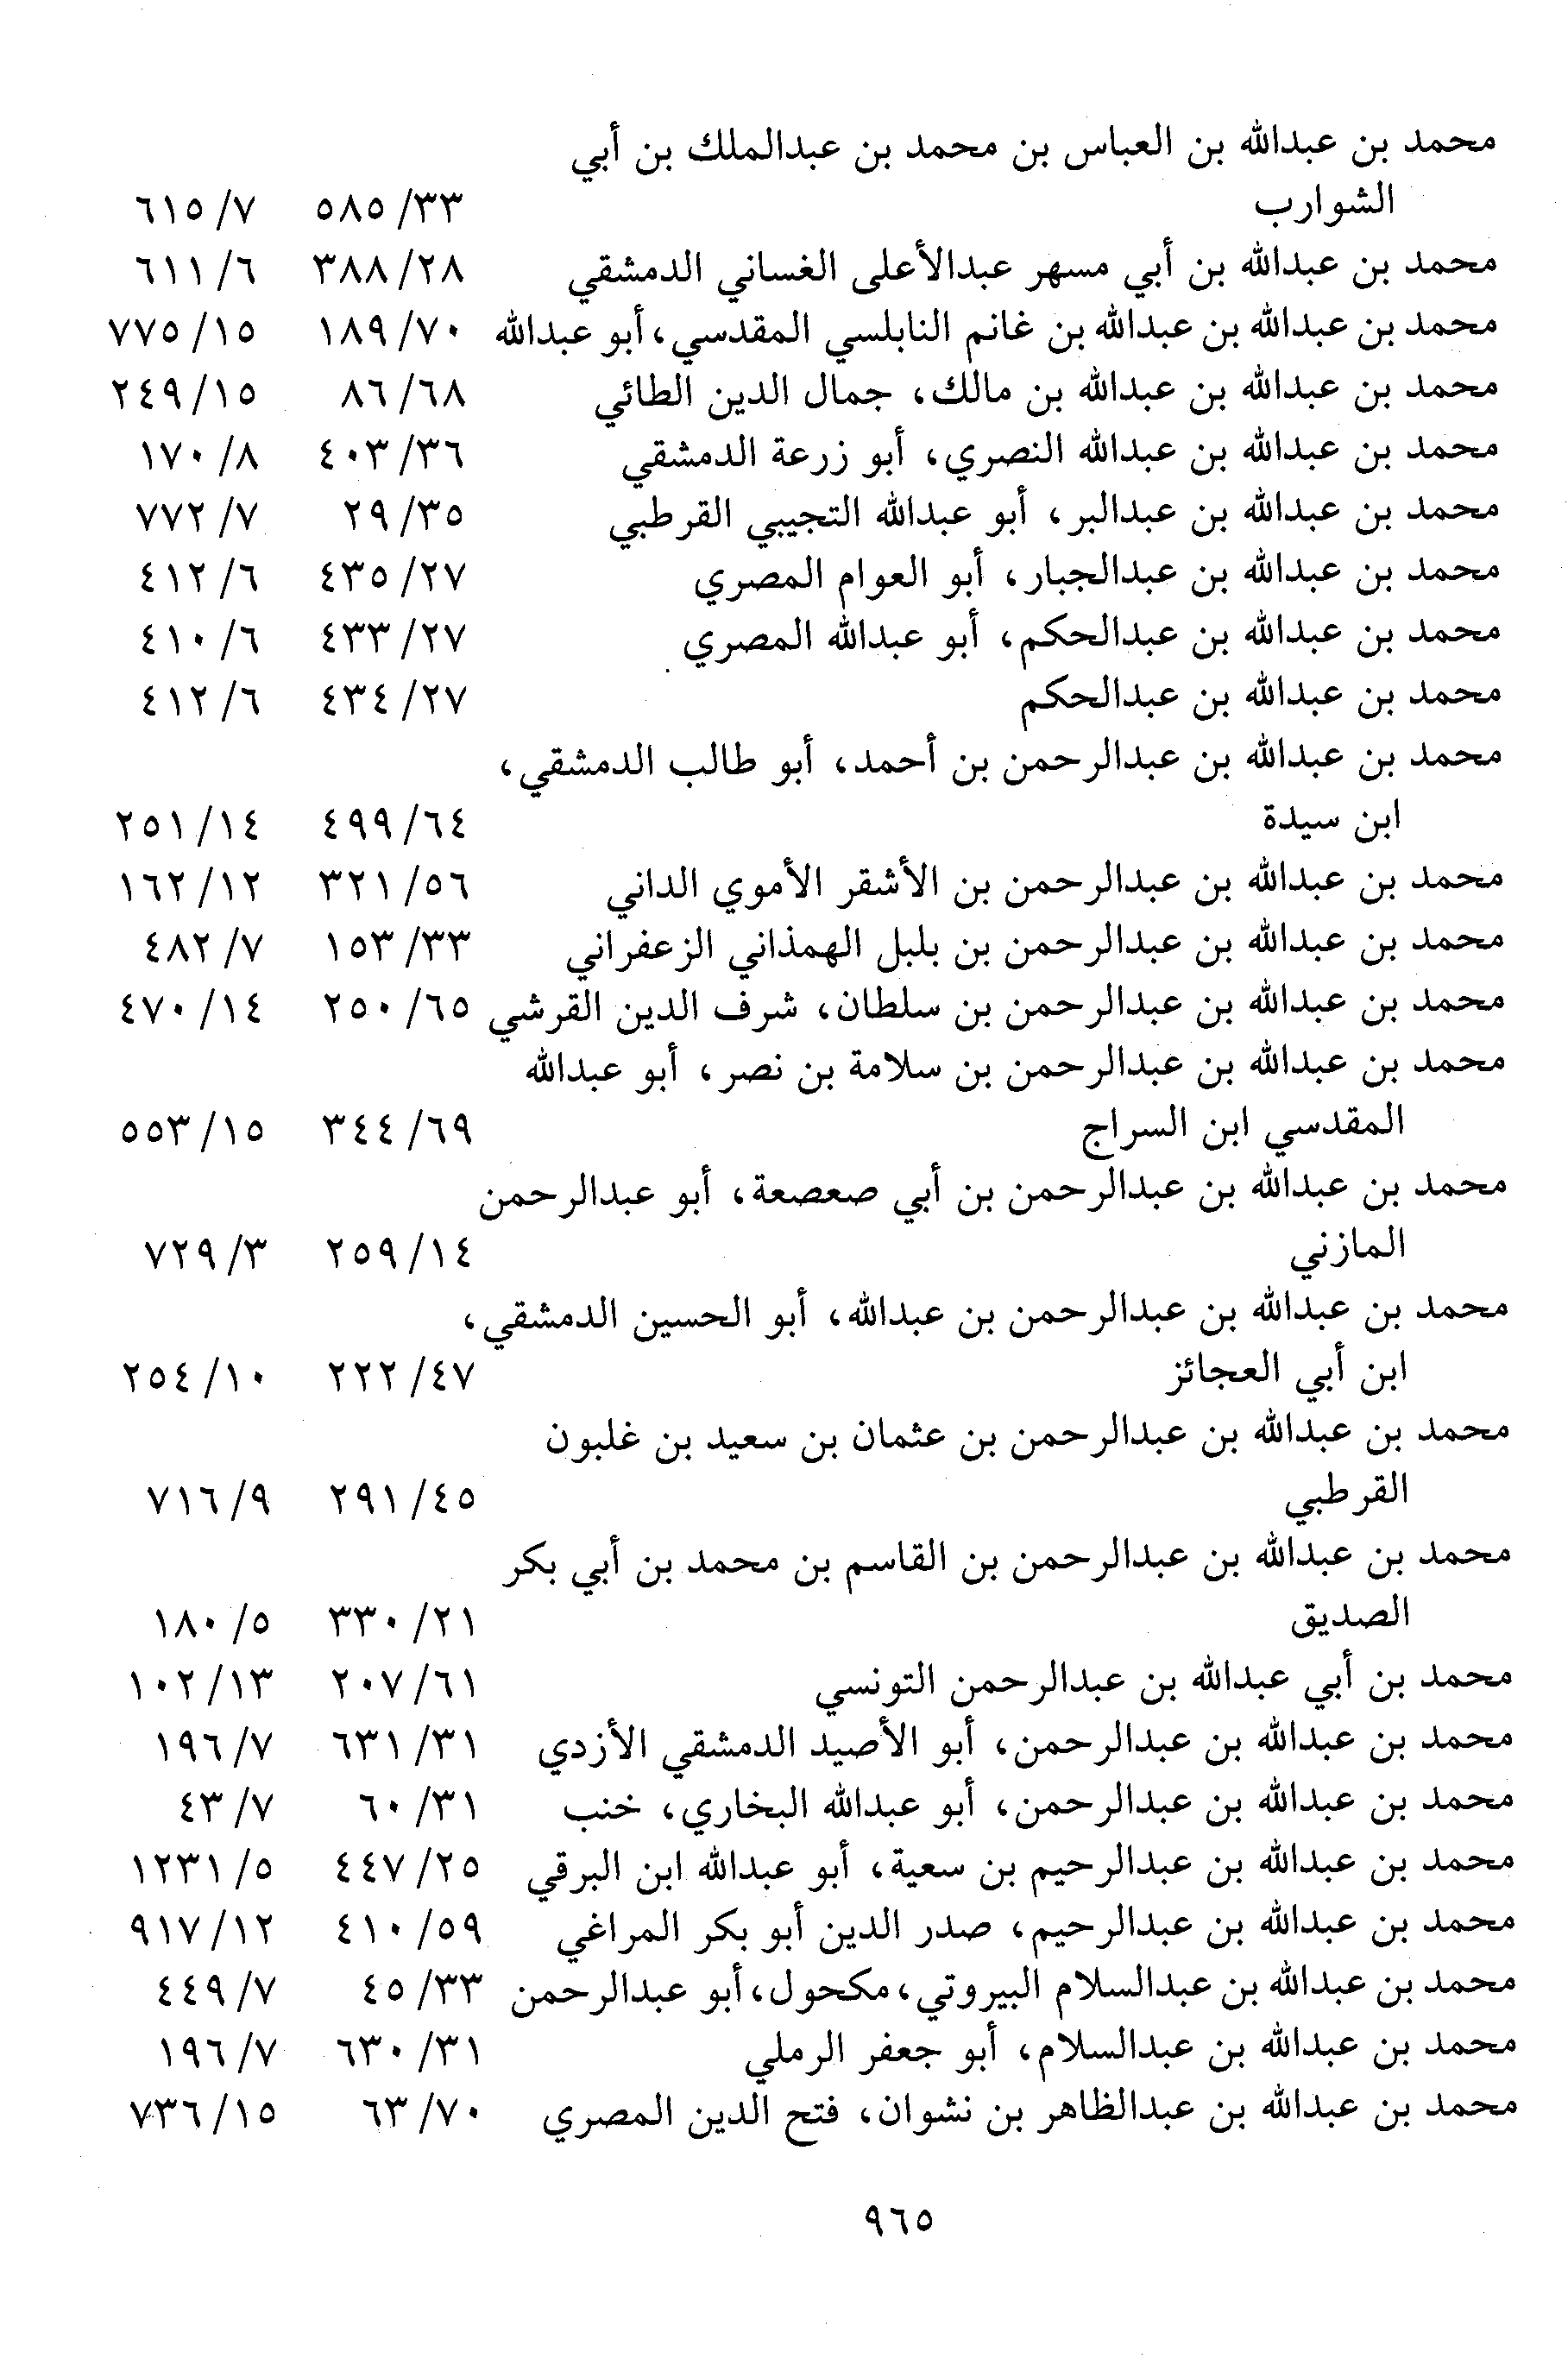 محمد بن عبدالله بن العباس بن محمد بن عبدالملك بن أبي
الشوارب ٥٨٥/٣٣ ٦١٥/٧
محمد بن عبدالله بن أبي مسهر عبدالأعلى الغساني الدمشقي ٣٨٨/٢٨ ٦١١/٦
محمد بن عبدالله بن عبدالله بن غانم النابلسي المقدسي، أبو عبدالله ١٨٩/٧٠ ٧٧٥/١٥
محمد بن عبدالله بن عبدالله بن مالك، جمال الدين الطائي ٨٦/٦٨ ٢٤٩/١٥
محمد بن عبدالله بن عبدالله النصري، أبو زرعة الدمشقي ٤٠٣/٣٦ ١٧٠/٨
محمد بن عبدالله بن عبدالبر، أبو عبدالله التجيبي القرطبي ٢٩/٣٥ ٧٧٢/٧
محمد بن عبدالله بن عبدالجبار، أبو العوام المصري ٤٣٥/٢٧ ٤١٢/٦
محمد بن عبدالله بن عبدالحكم، أبو عبدالله المصري ٤٣٣/٢٧ ٤١٠/٦
محمد بن عبدالله بن عبدالحكم ٤٣٤/٢٧ ٤١٢/٦
محمد بن عبدالله بن عبدالرحمن بن أحمد، أبو طالب الدمشقي،
ابن سيدة ٤٩٩/٦٤ ٢٥١/١٤
محمد بن عبدالله بن عبدالرحمن بن الأشقر الأموي الداني ٣٢١/٥٦ ١٦٢/١٢
محمد بن عبدالله بن عبدالرحمن بن بلبل الهمذاني الزعفراني ١٥٣/٣٣ ٤٨٢/٧
محمد بن عبدالله بن عبدالرحمن بن سلطان، شرف الدين القرشي ٢٥٠/٦٥ ٤٧٠/١٤
محمد بن عبدالله بن عبدالرحمن بن سلامة بن نصر، أبو عبدالله
المقدسي ابن السراج ٣٤٤/٦٩ ٥٥٣/١٥
محمد بن عبدالله بن عبدالرحمن بن أبي صعصعة، أبو عبدالرحمن
المازني ٢٥٩/١٤ ٧٢٩/٣
محمد بن عبدالله بن عبدالرحمن بن عبدالله، أبو الحسين الدمشقي،
ابن أبي العجائز ٢٢٢/٤٧ ٢٥٤/١٠
محمد بن عبدالله بن عبدالرحمن بن عثمان بن سعيد بن غلبون
القرطبي ٢٩١/٤٥ ٧١٦/٩
محمد بن عبدالله بن عبدالرحمن بن القاسم بن محمد بن أبي بكر
الصديق ٣٣٠/٢١ ١٨٠/٥
محمد بن أبي عبدالله بن عبدالرحمن التونسي ٢٠٧/٦١ ١٠٢/١٣
محمد بن عبدالله بن عبدالرحمن، أبو الأصيد الدمشقي الأزدي ٦٣١/٣١ ١٩٦/٧
محمد بن عبدالله بن عبدالرحمن، أبو عبدالله البخاري، خنب ٦٠/٣١ ٤٣/٧
محمد بن عبدالله بن عبدالرحيم بن سعية، أبو عبدالله ابن البرقي ٤٤٧/٢٥ ١٢٣١/٥
محمد بن عبدالله بن عبدالرحيم، صدر الدين أبو بكر المراغي ٤١٠/٥٩ ٩١٧/١٢
محمد بن عبدالله بن عبدالسلام البيروتي، مكحول، أبو عبدالرحمن ٤٥/٣٣ ٤٤٩/٧
محمد بن عبدالله بن عبدالسلام، أبو جعفر الرملي ٦٣٠/٣١ ١٩٦/٧
محمد بن عبدالله بن عبدالظاهر بن نشوان، فتح الدين المصري ٦٣/٧٠ ٧٣٦/١٥
٩٦٥